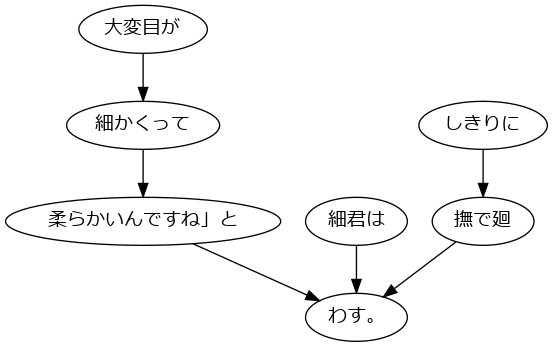 大変目が
細かくって
しきりに
柔らかいんですね」と
細君は
撫で廻
わす。